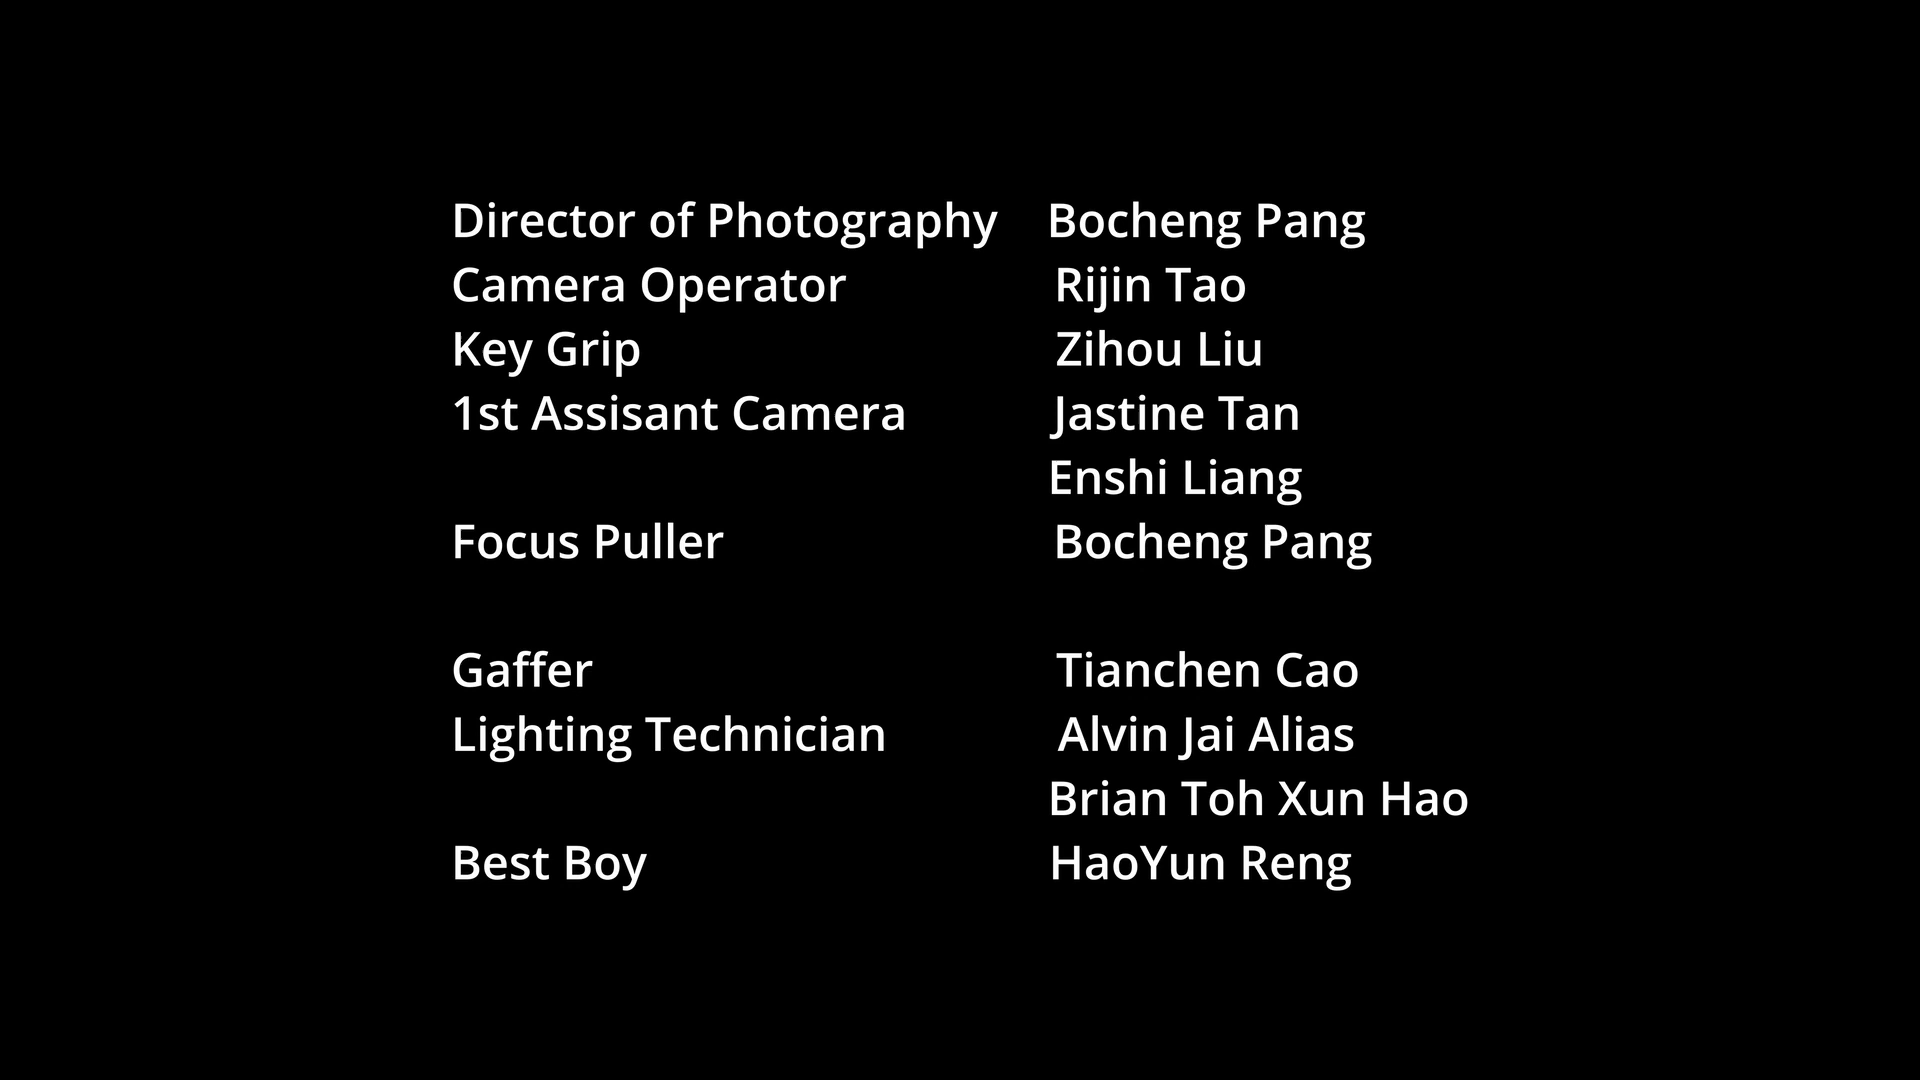 Director of Photography Bocheng Pang
Camera Operator Rijin Tao
Key Grip Zihou Liu
1st Assisant Camera Jastine Tan
Enshi Liang
Focus Puller Bocheng Pang
Gaffer Tianchen Cao
Lighting Technician Alvin Jai Alias
Brian Toh Xun Hao
Best Boy HaoYun Reng